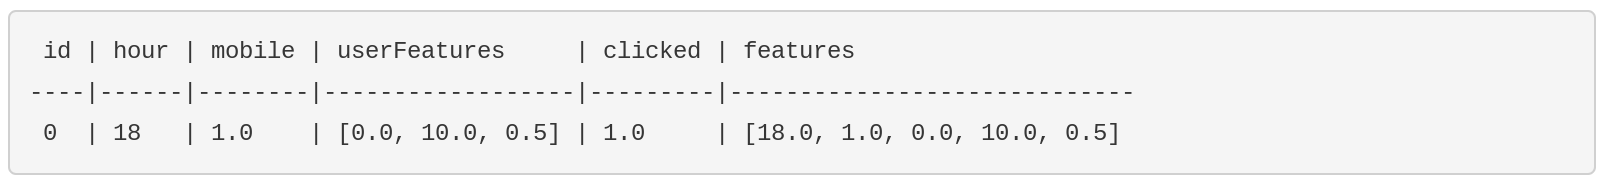 id | hour | mobile | userFeatures     | clicked | features
----|------|--------|------------------|---------|-----------------------------
 0  | 18   | 1.0    | [0.0, 10.0, 0.5] | 1.0     | [18.0, 1.0, 0.0, 10.0, 0.5]